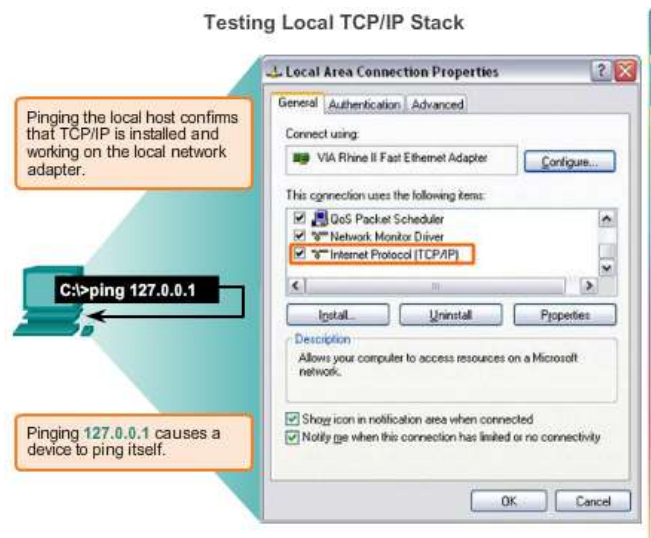 Testing Local TCP/IP Stack
Pinging the local host confirms
that TCP/IP is installed and
working on the local network
adapter.
C:\>ping 127.0.0.1
Pinging 127.0.0.1 causes a
device to ping itself.
Local Area Connection Properties
General Authentication Advanced
Connect using:
VIA Rhine II Fast Ethernet Adapter
Configure...
This connection uses the following items:
QoS Packet Scheduler
Network Monitor Driver
Internet Protocol (TCP/IP)
Install... Uninstall Properties
Description
Allows your computer to access resources on a Microsoft
network.
Show icon in notification area when connected
Notify me when this connection has limited or no connectivity
OK Cancel